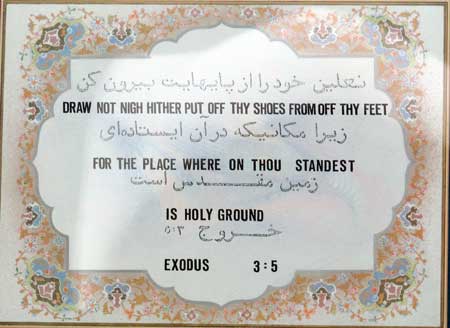 نعلین خود را از پایهایت بیرون کن
DRAW NOT NIGH HITHER PUT OFF THY SHOES FROM OFF THY FEET
زیرا مکانیکه در آن ایستاده‌ای
FOR THE PLACE WHERE ON THOU STANDEST
زمین مقدس است
IS HOLY GROUND
خروج ۵:۳
EXODUS 3:5